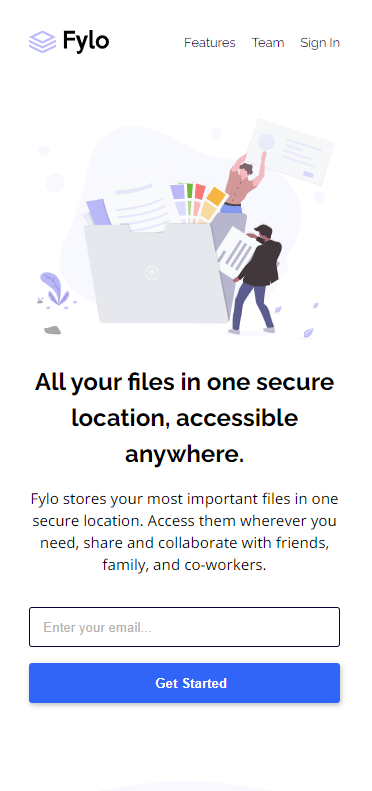 Fylo
Features Team Sign In
All your files in one secure
location, accessible
anywhere.
Fylo stores your most important files in one
secure location. Access them wherever you
need, share and collaborate with friends,
family, and co-workers.
Enter your email...
Get Started